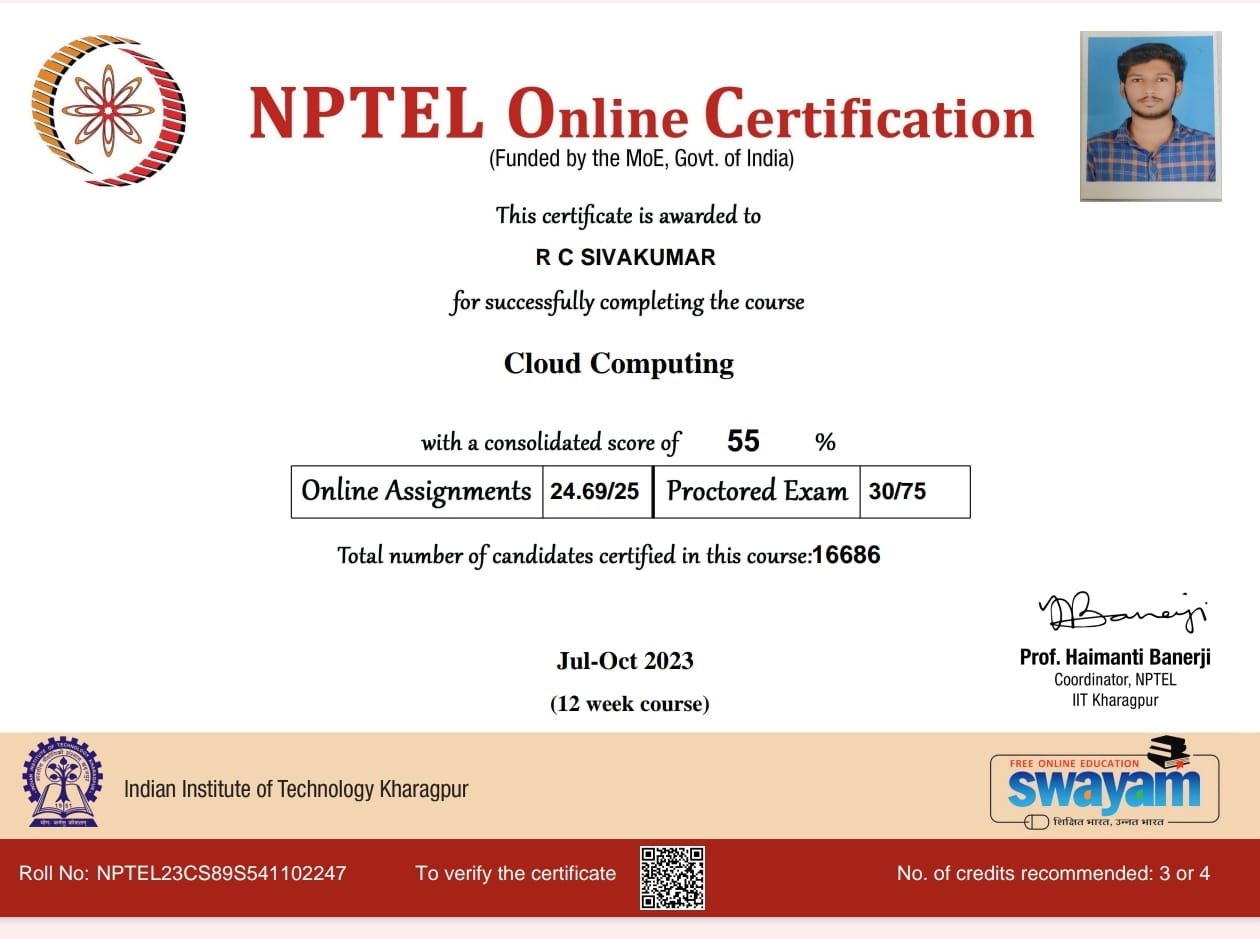 NPTEL Online Certification
(Funded by the MoE, Govt. of India)
This certificate is awarded to
R C SIVAKUMAR
for successfully completing the course
Cloud Computing
with a consolidated score of 55 %
Online Assignments 24.69/25 Proctored Exam 30/75
Total number of candidates certified in this course:16686
Prof. Haimanti Banerji
Coordinator, NPTEL
IIT Kharagpur
Jul-Oct 2023
(12 week course)
Indian Institute of Technology Kharagpur
FREE ONLINE EDUCATION
swayam
शिक्षित भारत, उन्नत भारत
Roll No: NPTEL23CS89S541102247 To verify the certificate No. of credits recommended: 3 or 4